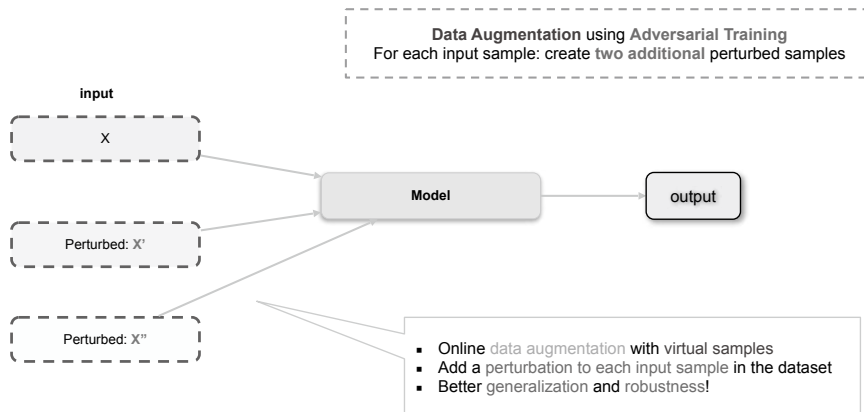 Data Augmentation using Adversarial Training
For each input sample: create two additional perturbed samples
input
X
Model
output
Perturbed: X’
Perturbed: X”
▪ Online data augmentation with virtual samples
▪ Add a perturbation to each input sample in the dataset
▪ Better generalization and robustness!